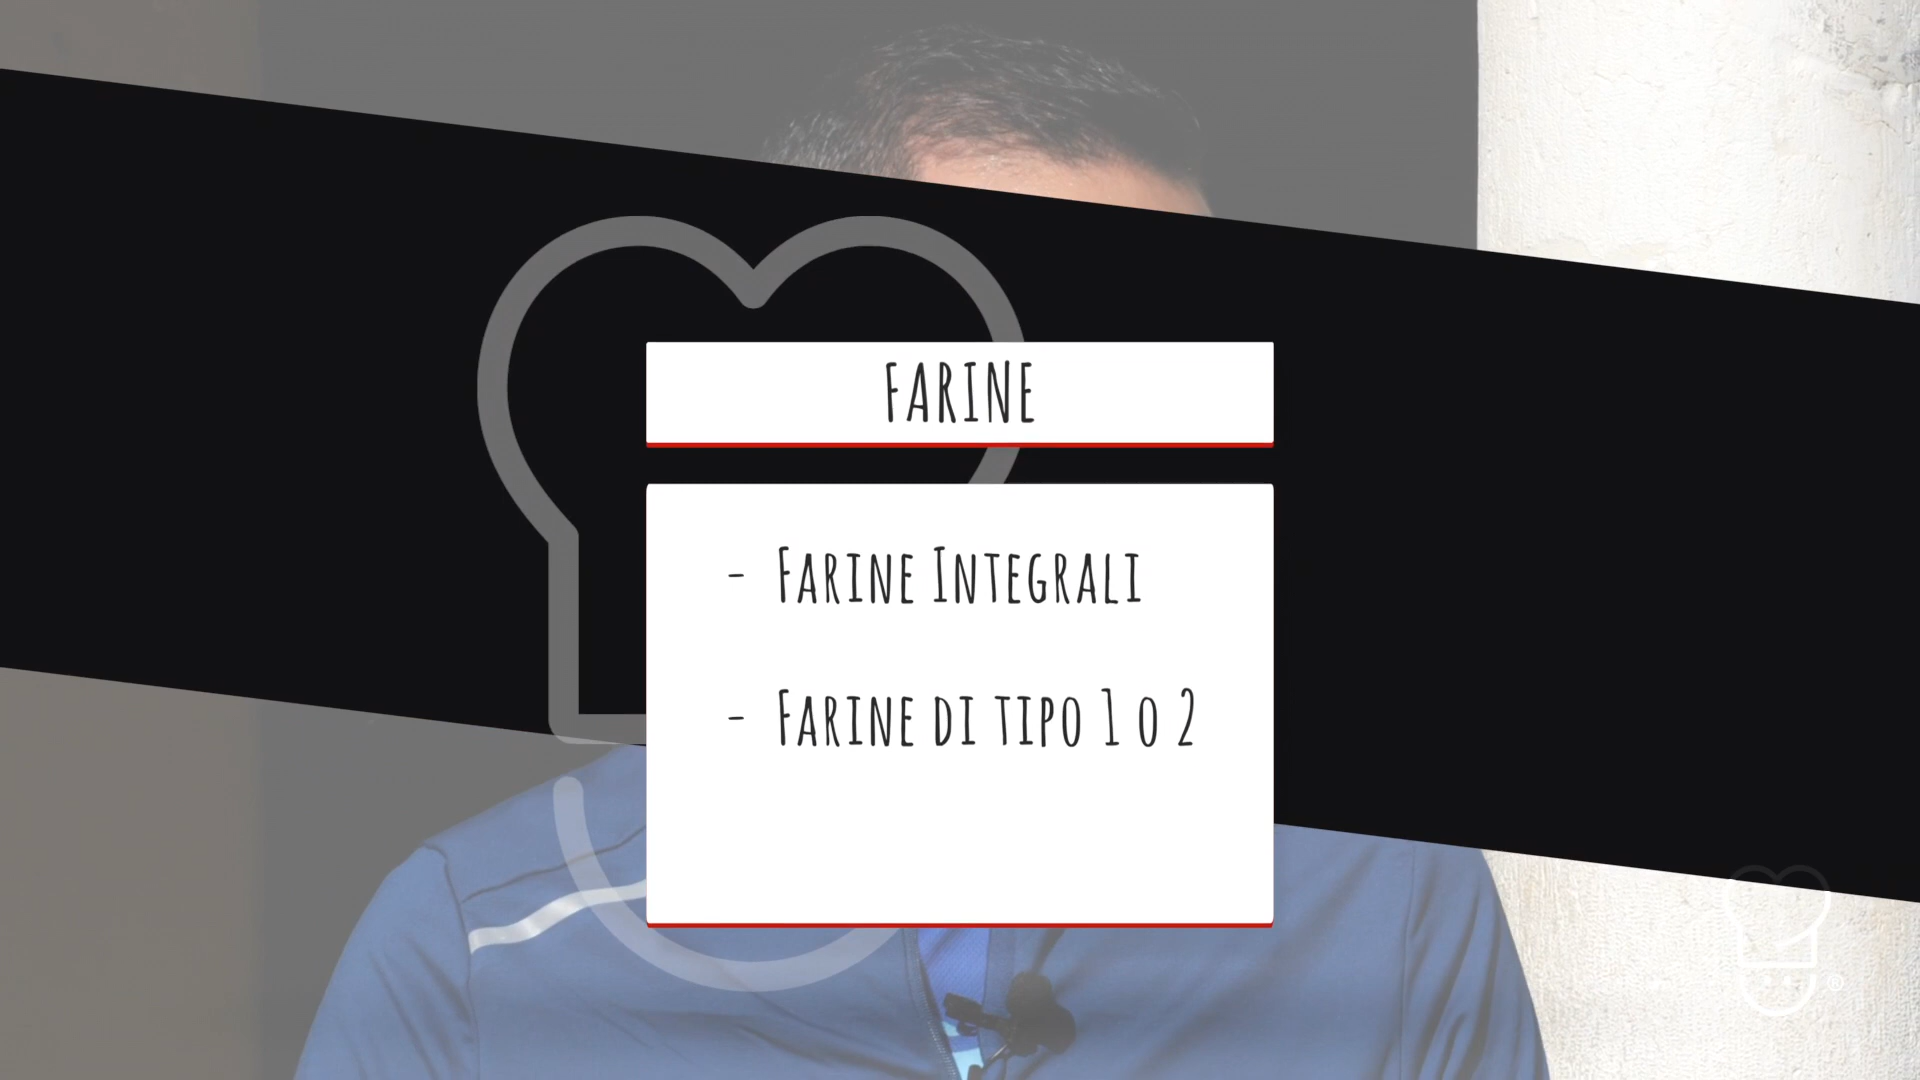 FARINE
- FARINE INTEGRALI
- FARINE DI TIPO 1 O 2
®